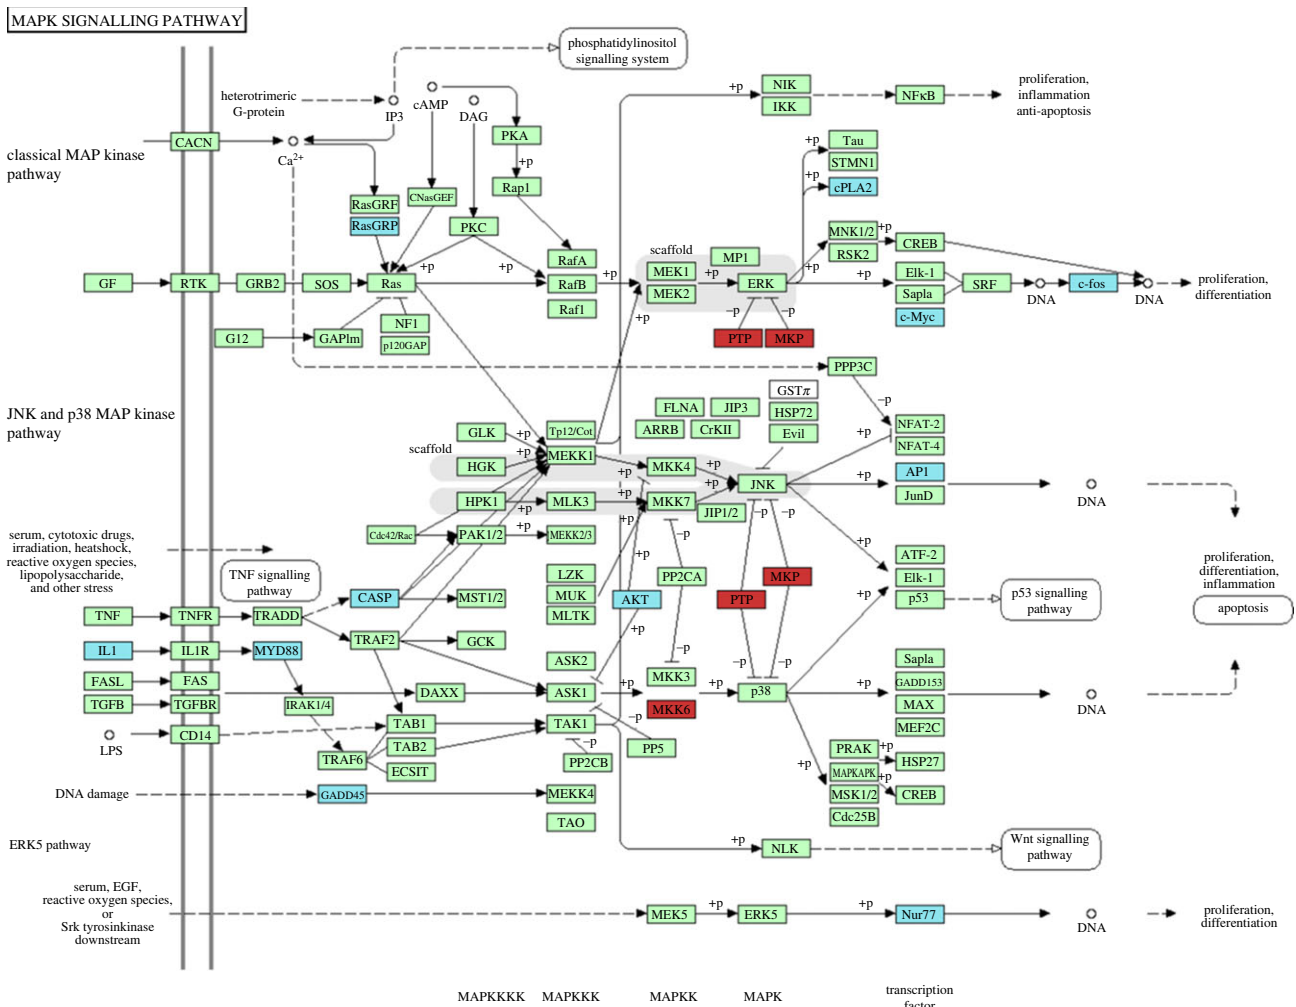 MAPK SIGNALLING PATHWAY
phosphatidylinositol
signalling system
heterotrimeric
G-protein
IP3
cAMP
DAG
+p
NIK
IKK
NFκB
proliferation,
inflammation
anti-apoptosis
classical MAP kinase
pathway
CACN
Ca2+
PKA
+p
Rap1
Tau
STMN1
cPLA2
+p
+p
RasGRF
RasGRP
CNasGEF
PKC
RafA
RafB
Raf1
scaffold
MP1
MEK1
MEK2
+p
ERK
MNK1/2
RSK2
+p
CREB
GF
RTK
GRB2
SOS
Ras
+p
+p
+p
+p
+p
+p
Elk-1
Sapla
c-Myc
SRF
DNA
c-fos
DNA
proliferation,
differentiation
G12
GAPlm
NF1
p120GAP
–p
–p
PTP
MKP
PPP3C
–p
JNK and p38 MAP kinase
pathway
GSTπ
HSP72
Evil
FLNA
JIP3
ARRB
CrKII
NFAT-2
NFAT-4
+p
scaffold
GLK
HGK
+p
+p
Tp12/Cot
MEKK1
MKK4
+p
+p
JNK
+p
AP1
JunD
DNA
HPK1
+p
MLK3
+p
MKK7
+p
+p
JIP1/2
–p
–p
Cdc42/Rac
PAK1/2
+p
MEKK2/3
+p
–p
+p
serum, cytotoxic drugs,
irradiation, heatshock,
reactive oxygen species,
lipopolysaccharide,
and other stress
TNF signalling
pathway
LZK
MUK
MLTK
PP2CA
MKP
PTP
AKT
+p
ATF-2
Elk-1
p53
p53 signalling
pathway
proliferation,
differentiation,
inflammation
apoptosis
TNF
TNFR
TRADD
CASP
MST1/2
IL1
IL1R
MYD88
TRAF2
GCK
ASK2
–p
–p
–p
FASL
FAS
DAXX
ASK1
+p
MKK3
MKK6
+p
p38
+p
Sapla
GADD153
MAX
MEF2C
DNA
TGFB
TGFBR
IRAK1/4
LPS
CD14
TAB1
TAB2
ECSIT
TRAF6
TAK1
–p
–p
PP5
PP2CB
+p
PRAK
MAPKAPK
MSK1/2
Cdc25B
+p
+p
HSP27
CREB
DNA damage
GADD45
MEKK4
TAO
ERK5 pathway
+p
NLK
Wnt signalling
pathway
serum, EGF,
reactive oxygen species,
or
Srk tyrosinkinase
downstream
MEK5
+p
ERK5
+p
Nur77
DNA
proliferation,
differentiation
MAPKKKK
MAPKKK
MAPKK
MAPK
transcription
factor